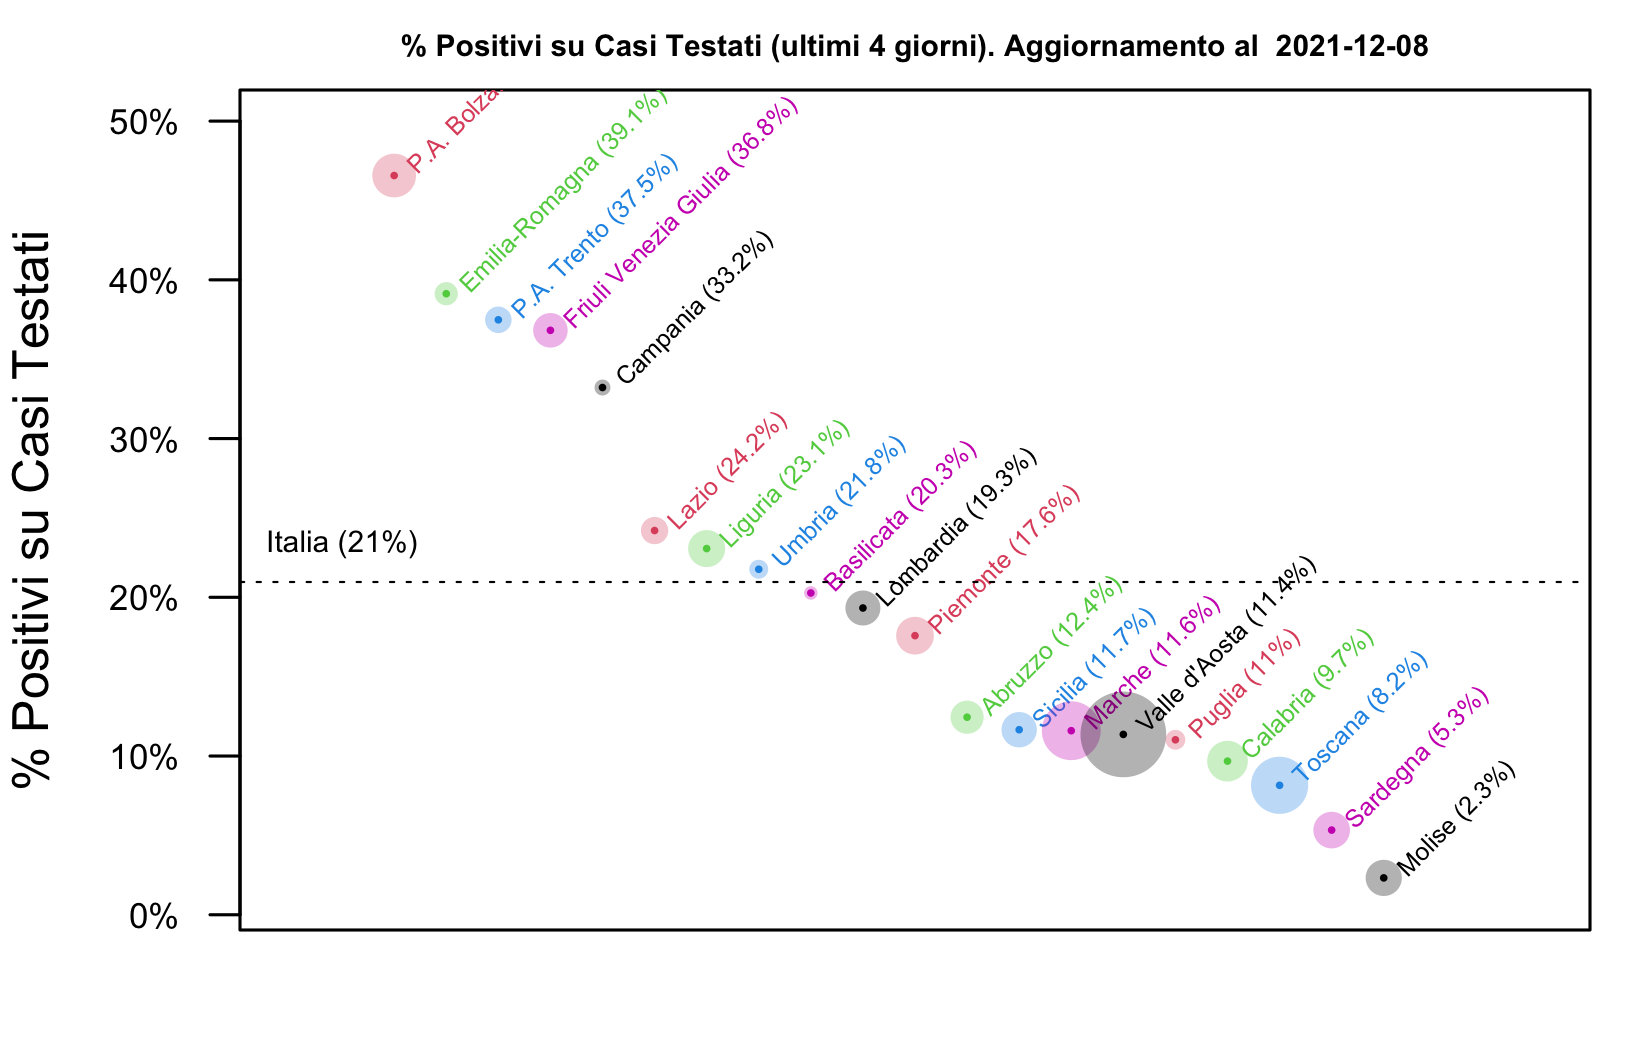 % Positivi su Casi Testati (ultimi 4 giorni). Aggiornamento al  2021-12-08
% Positivi su Casi Testati
50%
40%
30%
20%
10%
0%
Italia (21%)
P.A. Bolza
Emilia-Romagna (39.1%)
P.A. Trento (37.5%)
Friuli Venezia Giulia (36.8%)
Campania (33.2%)
Lazio (24.2%)
Liguria (23.1%)
Umbria (21.8%)
Basilicata (20.3%)
Lombardia (19.3%)
Piemonte (17.6%)
Abruzzo (12.4%)
Sicilia (11.7%)
Marche (11.6%)
Valle d'Aosta (11.4%)
Puglia (11%)
Calabria (9.7%)
Toscana (8.2%)
Sardegna (5.3%)
Molise (2.3%)